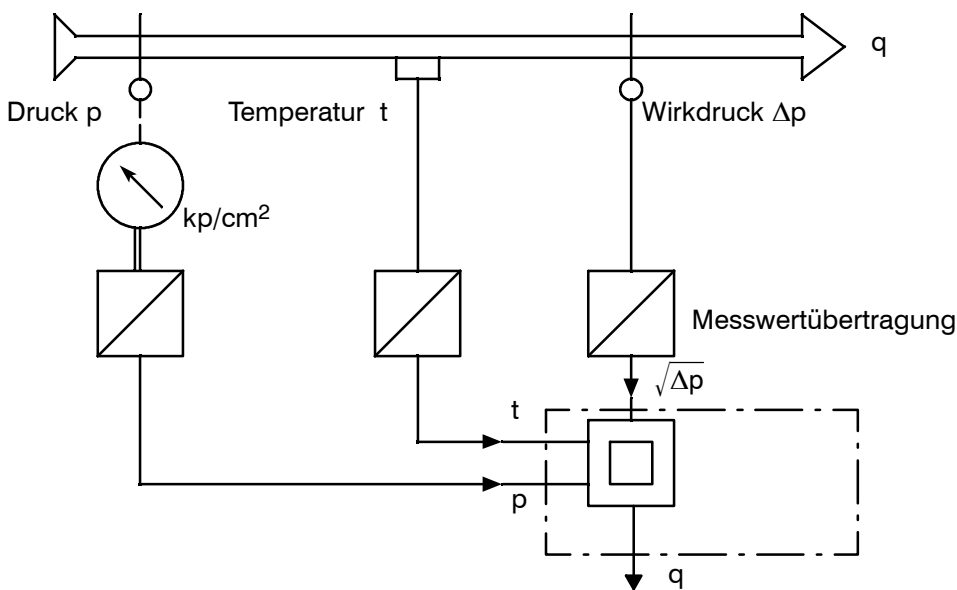 q
Druck p
Temperatur t
Wirkdruck Δp
kp/cm²
Messwertübertragung
√Δp
t
p
q